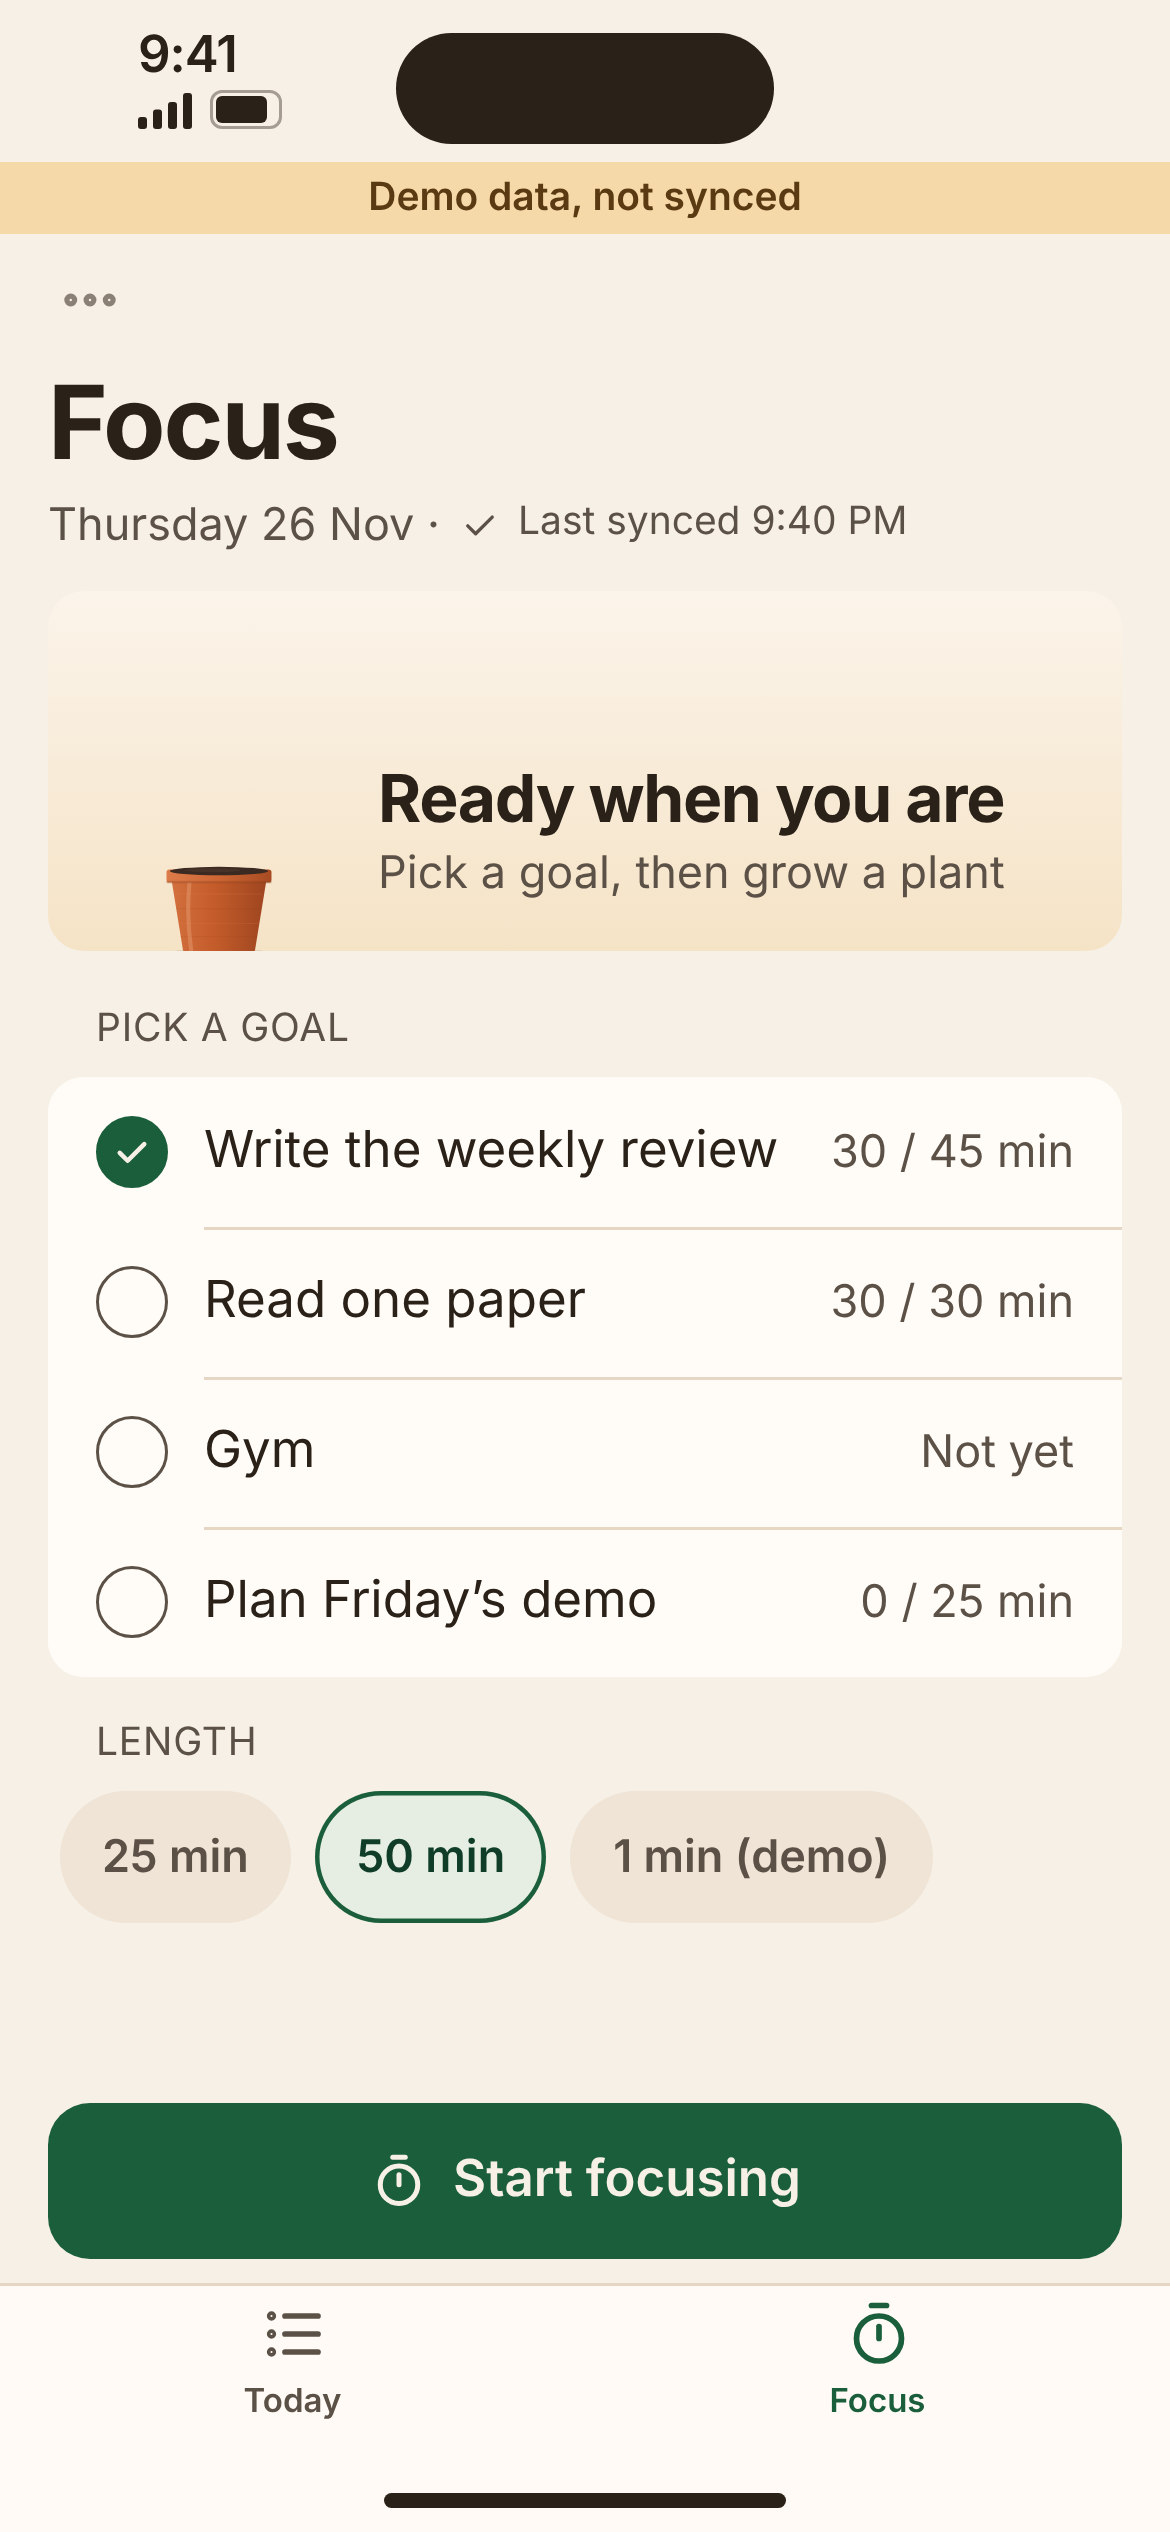 9:41
Demo data, not synced
Focus
Thursday 26 Nov · Last synced 9:40 PM
Ready when you are
Pick a goal, then grow a plant
PICK A GOAL
Write the weekly review 30 / 45 min
Read one paper 30 / 30 min
Gym Not yet
Plan Friday’s demo 0 / 25 min
LENGTH
25 min 50 min 1 min (demo)
Start focusing
Today Focus